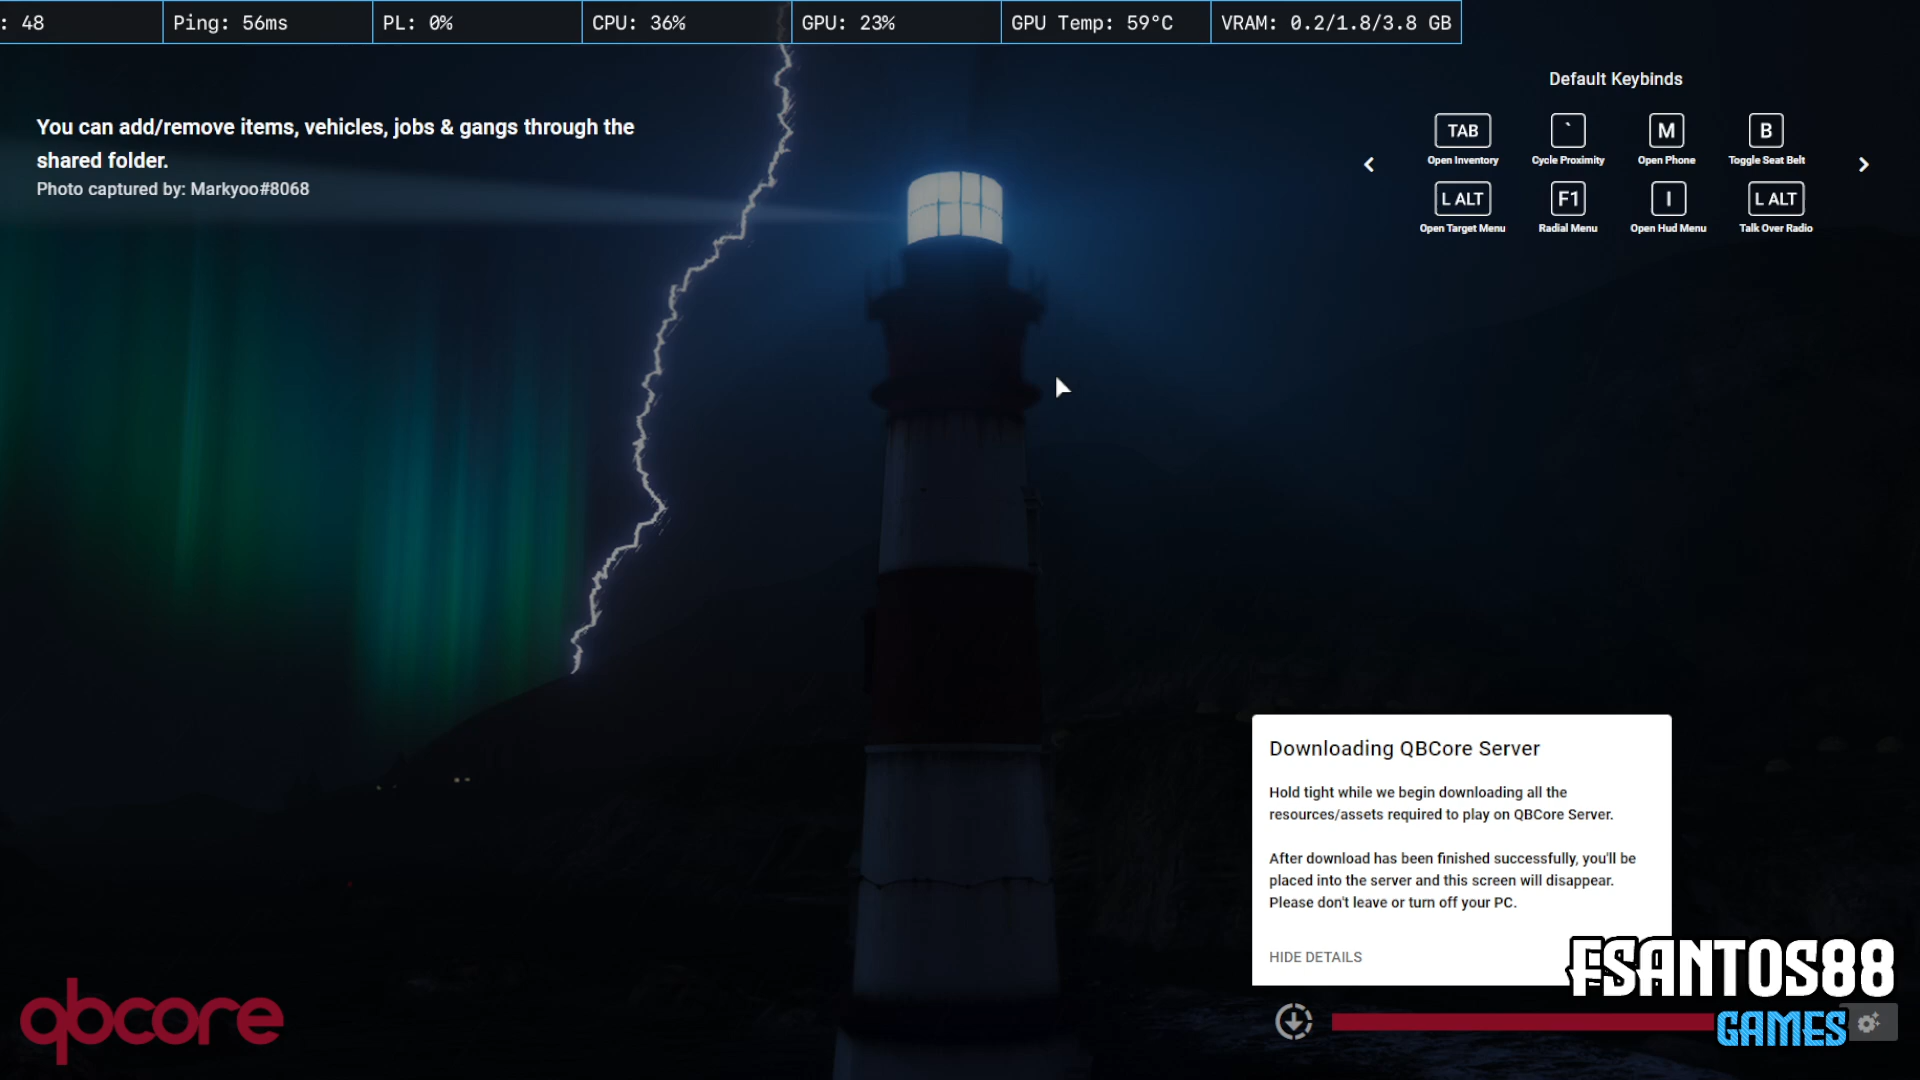 : 48
Ping: 56ms
PL: 0%
CPU: 36%
GPU: 23%
GPU Temp: 59°C
VRAM: 0.2/1.8/3.8 GB
You can add/remove items, vehicles, jobs & gangs through the
shared folder.
Photo captured by: Markyoo#8068
Default Keybinds
TAB
Open Inventory
`
Cycle Proximity
M
Open Phone
B
Toggle Seat Belt
L ALT
Open Target Menu
F1
Radial Menu
I
Open Hud Menu
L ALT
Talk Over Radio
Downloading QBCore Server
Hold tight while we begin downloading all the
resources/assets required to play on QBCore Server.
After download has been finished successfully, you'll be
placed into the server and this screen will disappear.
Please don't leave or turn off your PC.
HIDE DETAILS
FSANTOS88
GAMES
qbcore